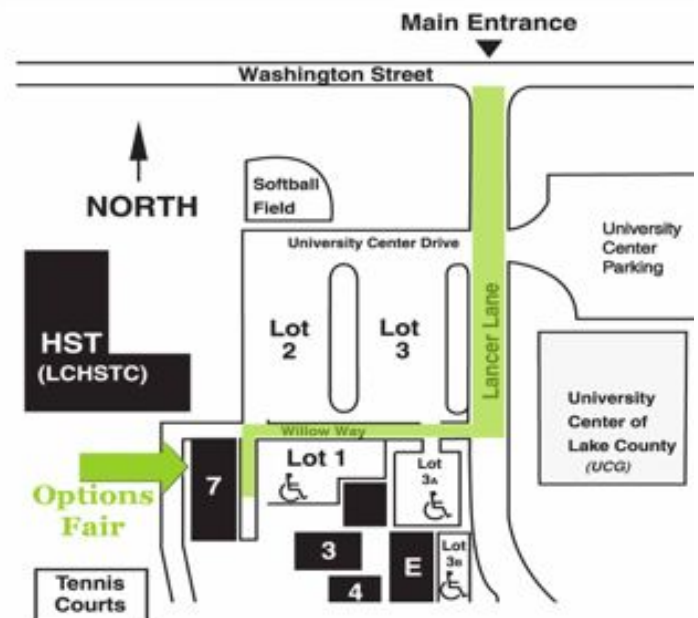 Main Entrance
Washington Street
NORTH
Softball
Field
University Center Drive
University
Center
Parking
Lancer Lane
Lot
2
Lot
3
HST
(LCHSTC)
University
Center of
Lake County
(UCG)
Willow Way
Options
Fair
7
Lot 1
Lot
3A
3
4
E
Lot
3B
Tennis
Courts